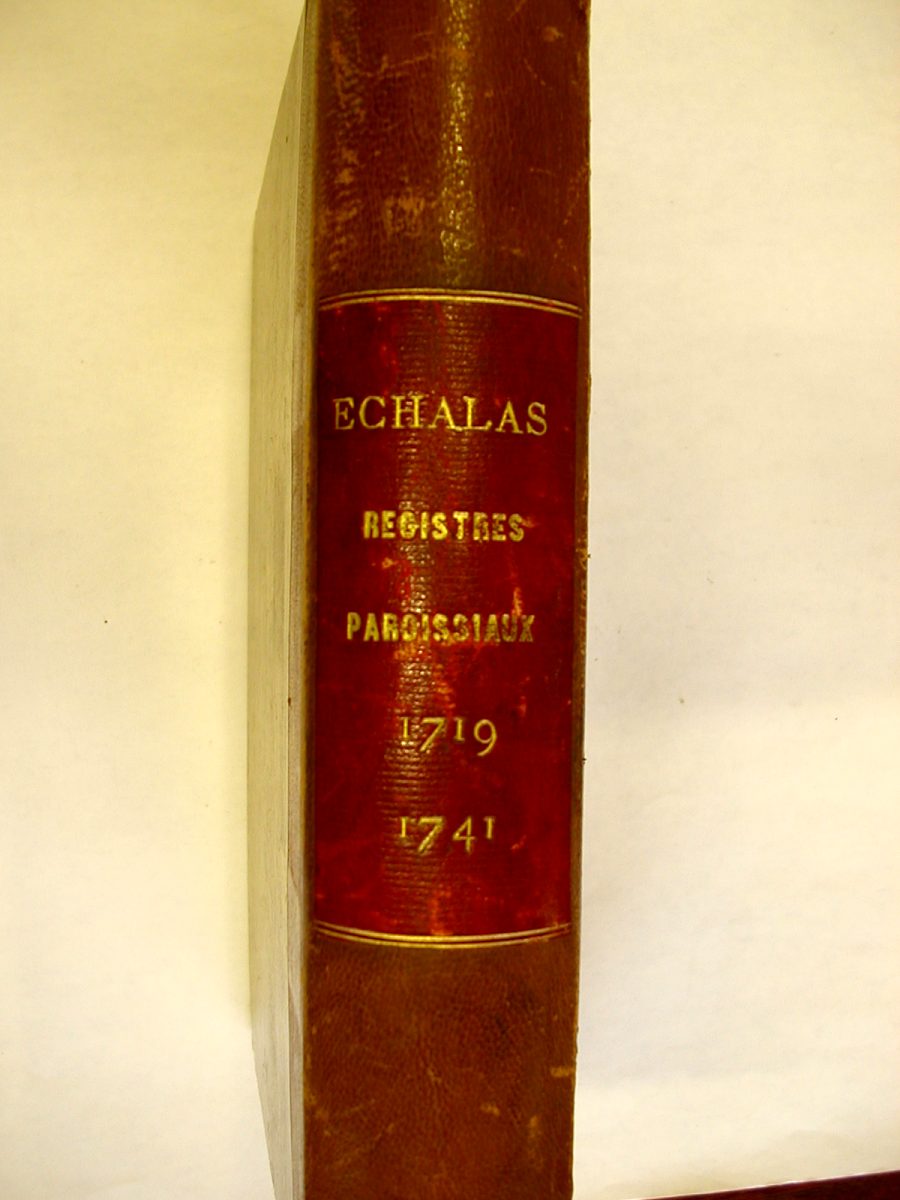 ECHALAS
REGISTRES
PAROISSIAUX
1719
1741